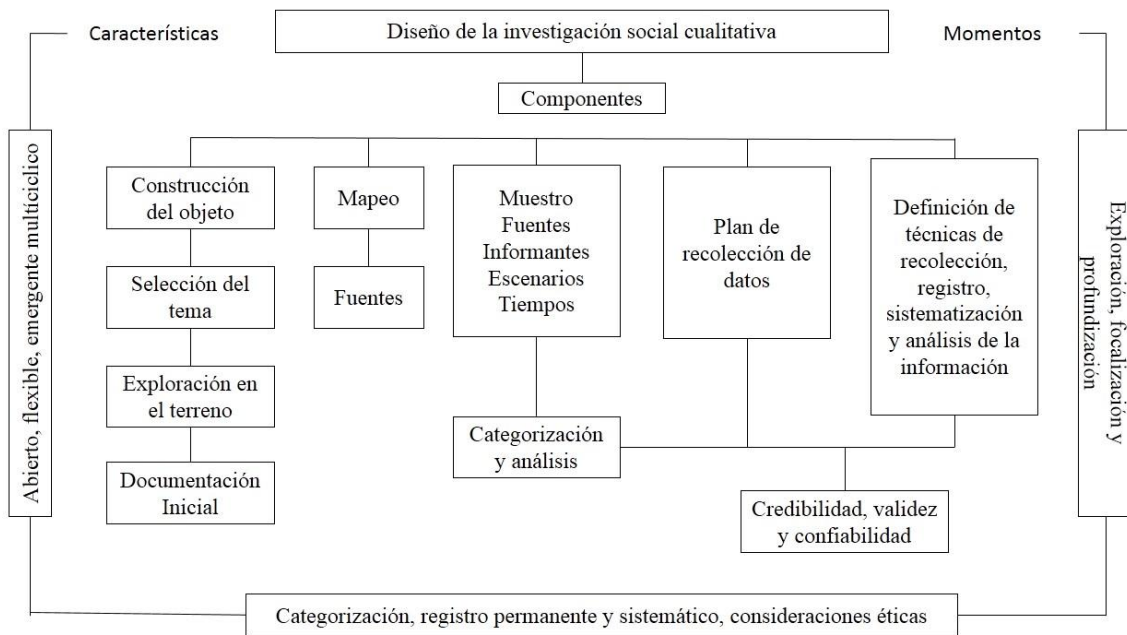 Características
Diseño de la investigación social cualitativa
Momentos
Componentes
Abierto, flexible, emergente multiciclico
Construcción
del objeto
Selección del
tema
Exploración en
el terreno
Documentación
Inicial
Mapeo
Fuentes
Muestro
Fuentes
Informantes
Escenarios
Tiempos
Categorización
y análisis
Plan de
recolección de
datos
Definición de
técnicas de
recolección,
registro,
sistematización
y análisis de la
información
Credibilidad, validez
y confiabilidad
Exploración, focalización y
profundización
Categorización, registro permanente y sistemático, consideraciones éticas